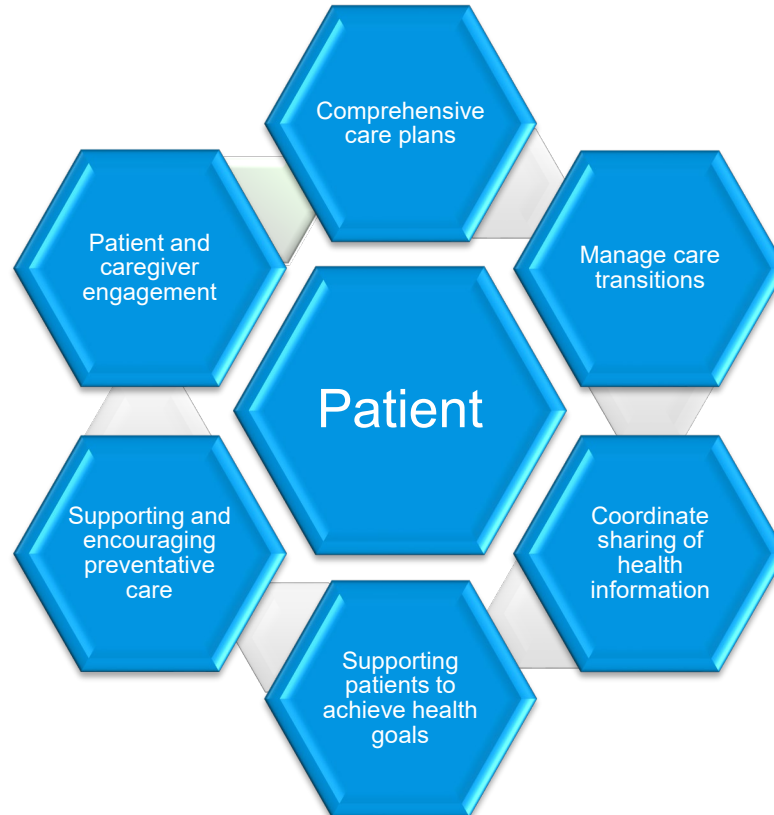 Comprehensive
care plans
Manage care
transitions
Coordinate
sharing of
health
information
Supporting
patients to
achieve health
goals
Supporting and
encouraging
preventative
care
Patient and
caregiver
engagement
Patient